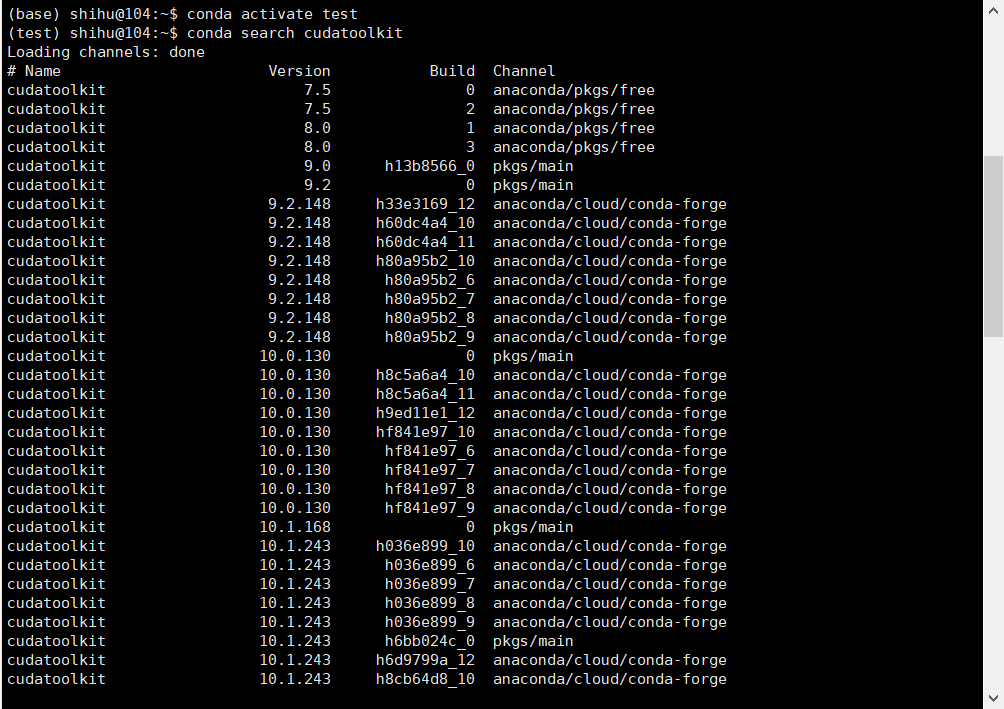 (base) shihu@104:~$ conda activate test
(test) shihu@104:~$ conda search cudatoolkit
Loading channels: done
# Name                       Version           Build  Channel
cudatoolkit                      7.5               0  anaconda/pkgs/free
cudatoolkit                      7.5               2  anaconda/pkgs/free
cudatoolkit                      8.0               1  anaconda/pkgs/free
cudatoolkit                      8.0               3  anaconda/pkgs/free
cudatoolkit                      9.0      h13b8566_0  pkgs/main
cudatoolkit                      9.2               0  pkgs/main
cudatoolkit                  9.2.148     h33e3169_12  anaconda/cloud/conda-forge
cudatoolkit                  9.2.148     h60dc4a4_10  anaconda/cloud/conda-forge
cudatoolkit                  9.2.148     h60dc4a4_11  anaconda/cloud/conda-forge
cudatoolkit                  9.2.148     h80a95b2_10  anaconda/cloud/conda-forge
cudatoolkit                  9.2.148      h80a95b2_6  anaconda/cloud/conda-forge
cudatoolkit                  9.2.148      h80a95b2_7  anaconda/cloud/conda-forge
cudatoolkit                  9.2.148      h80a95b2_8  anaconda/cloud/conda-forge
cudatoolkit                  9.2.148      h80a95b2_9  anaconda/cloud/conda-forge
cudatoolkit                 10.0.130               0  pkgs/main
cudatoolkit                 10.0.130     h8c5a6a4_10  anaconda/cloud/conda-forge
cudatoolkit                 10.0.130     h8c5a6a4_11  anaconda/cloud/conda-forge
cudatoolkit                 10.0.130     h9ed11e1_12  anaconda/cloud/conda-forge
cudatoolkit                 10.0.130     hf841e97_10  anaconda/cloud/conda-forge
cudatoolkit                 10.0.130      hf841e97_6  anaconda/cloud/conda-forge
cudatoolkit                 10.0.130      hf841e97_7  anaconda/cloud/conda-forge
cudatoolkit                 10.0.130      hf841e97_8  anaconda/cloud/conda-forge
cudatoolkit                 10.0.130      hf841e97_9  anaconda/cloud/conda-forge
cudatoolkit                 10.1.168               0  pkgs/main
cudatoolkit                 10.1.243     h036e899_10  anaconda/cloud/conda-forge
cudatoolkit                 10.1.243      h036e899_6  anaconda/cloud/conda-forge
cudatoolkit                 10.1.243      h036e899_7  anaconda/cloud/conda-forge
cudatoolkit                 10.1.243      h036e899_8  anaconda/cloud/conda-forge
cudatoolkit                 10.1.243      h036e899_9  anaconda/cloud/conda-forge
cudatoolkit                 10.1.243      h6bb024c_0  pkgs/main
cudatoolkit                 10.1.243     h6d9799a_12  anaconda/cloud/conda-forge
cudatoolkit                 10.1.243     h8cb64d8_10  anaconda/cloud/conda-forge